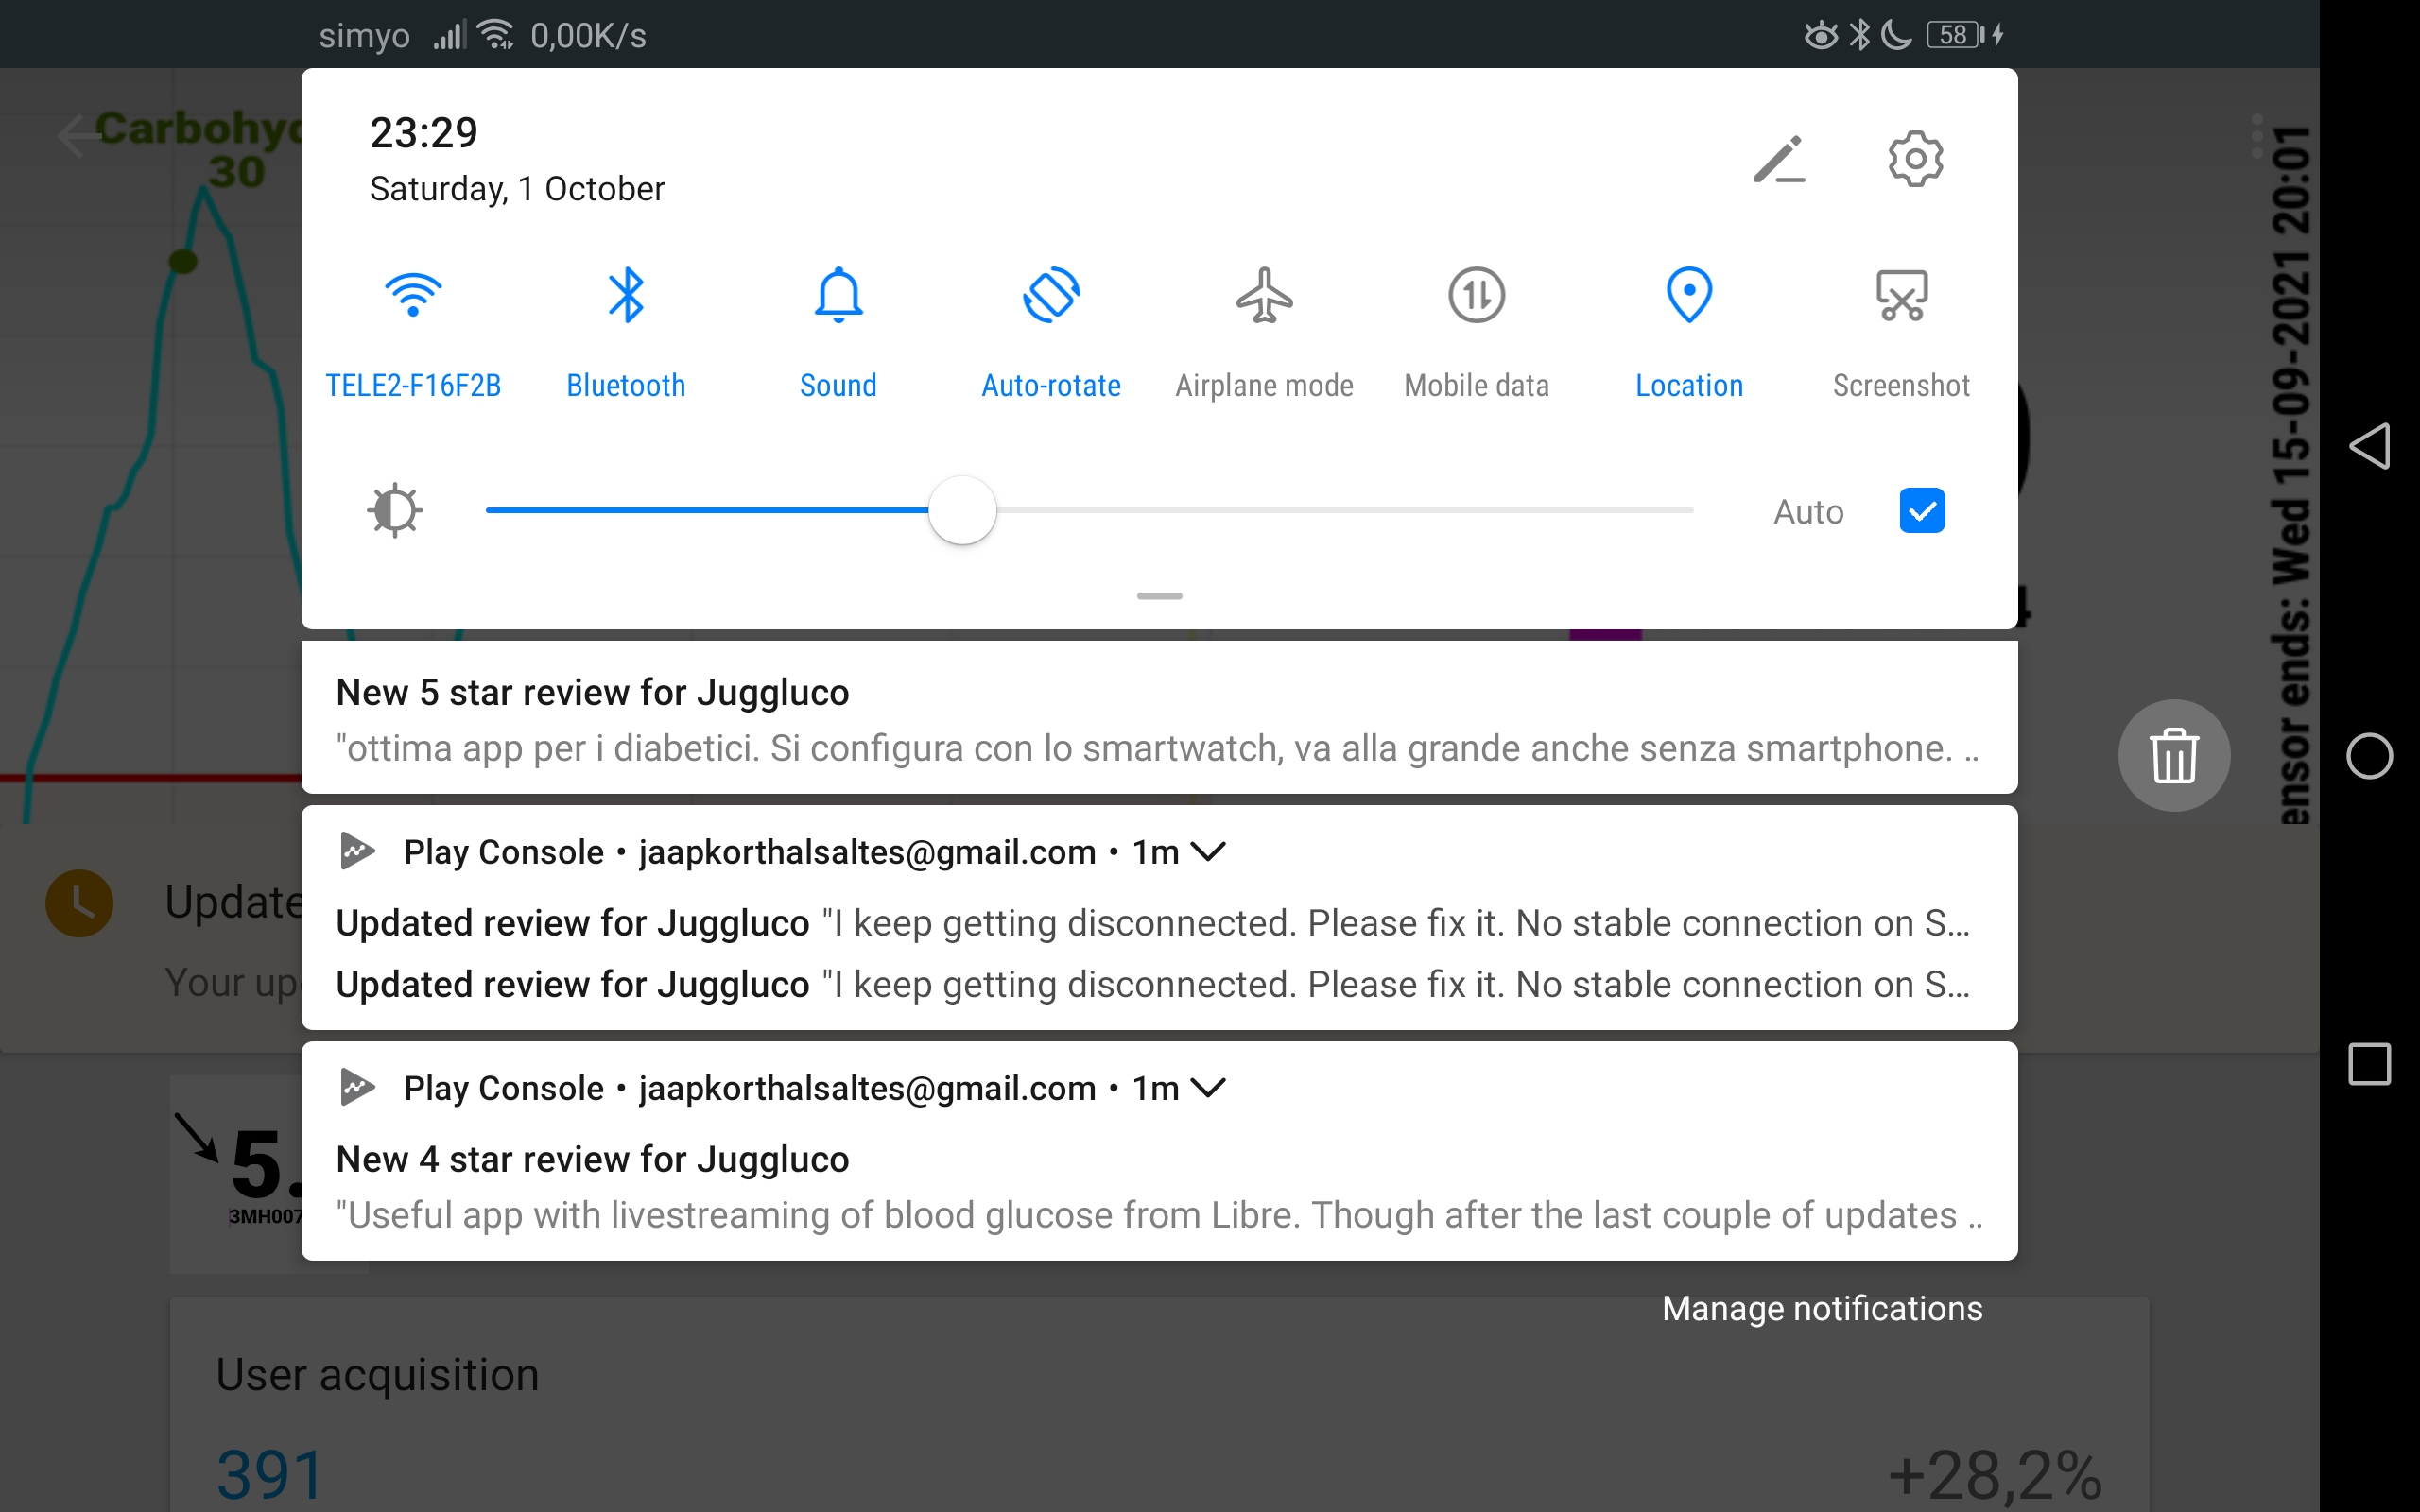 simyo 0,00K/s 58
23:29
Saturday, 1 October
TELE2-F16F2B Bluetooth Sound Auto-rotate Airplane mode Mobile data Location Screenshot
Auto
New 5 star review for Juggluco
"ottima app per i diabetici. Si configura con lo smartwatch, va alla grande anche senza smartphone. ..
Play Console • jaapkorthalsaltes@gmail.com • 1m
Updated review for Juggluco "I keep getting disconnected. Please fix it. No stable connection on S...
Updated review for Juggluco "I keep getting disconnected. Please fix it. No stable connection on S...
Play Console • jaapkorthalsaltes@gmail.com • 1m
New 4 star review for Juggluco
"Useful app with livestreaming of blood glucose from Libre. Though after the last couple of updates ..
Manage notifications
Carbohyd
30
ensor ends: Wed 15-09-2021 20:01
Update
Your up
5.
3MH007
User acquisition
391 +28,2%